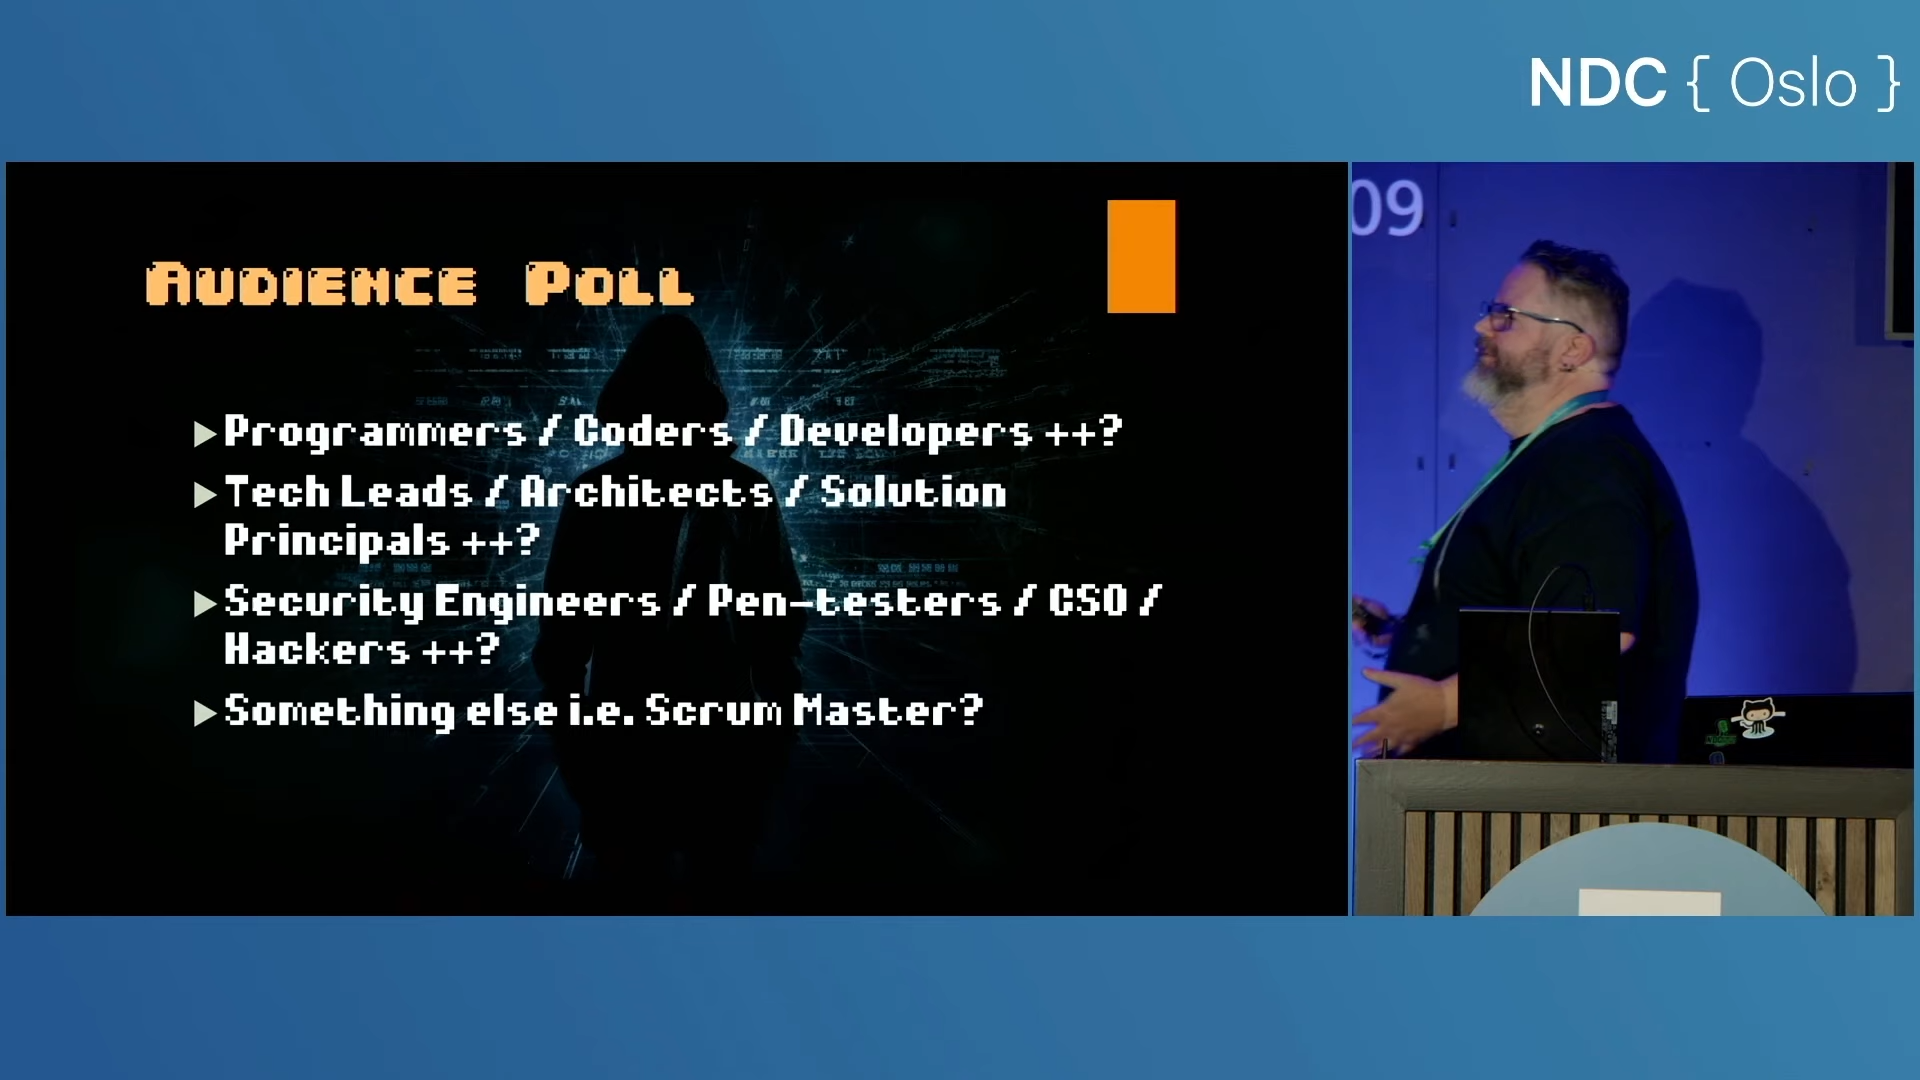 NDC { Oslo }
09
Audience Poll
Programmers / Coders / Developers ++?
Tech Leads / Architects / Solution
Principals ++?
Security Engineers / Pen-testers / CSO /
Hackers ++?
Something else i.e. Scrum Master?